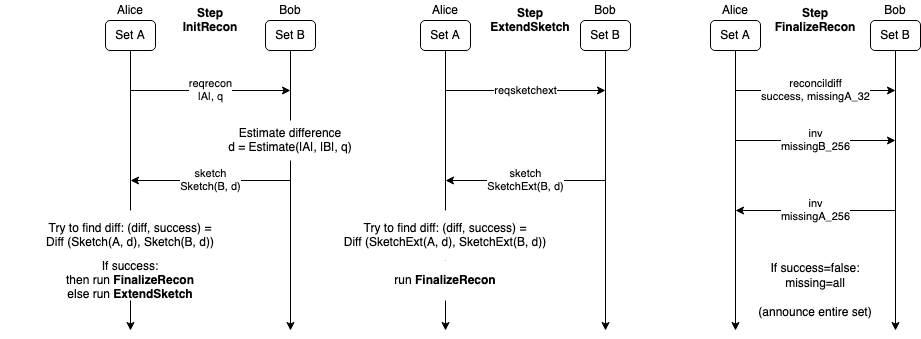 Alice
Step
InitRecon
Bob
Set A
Set B
reqrecon
|A|, q
Estimate difference
d = Estimate(|A|, |B|, q)
sketch
Sketch(B, d)
Try to find diff: (diff, success) =
Diff (Sketch(A, d), Sketch(B, d))
If success:
then run FinalizeRecon
else run ExtendSketch
Alice
Step
ExtendSketch
Bob
Set A
Set B
reqsketchext
sketch
SketchExt(B, d)
Try to find diff: (diff, success) =
Diff (SketchExt(A, d), SketchExt(B, d))
run FinalizeRecon
Alice
Step
FinalizeRecon
Bob
Set A
Set B
reconcildiff
success, missingA_32
inv
missingB_256
inv
missingA_256
If success=false:
missing=all
(announce entire set)